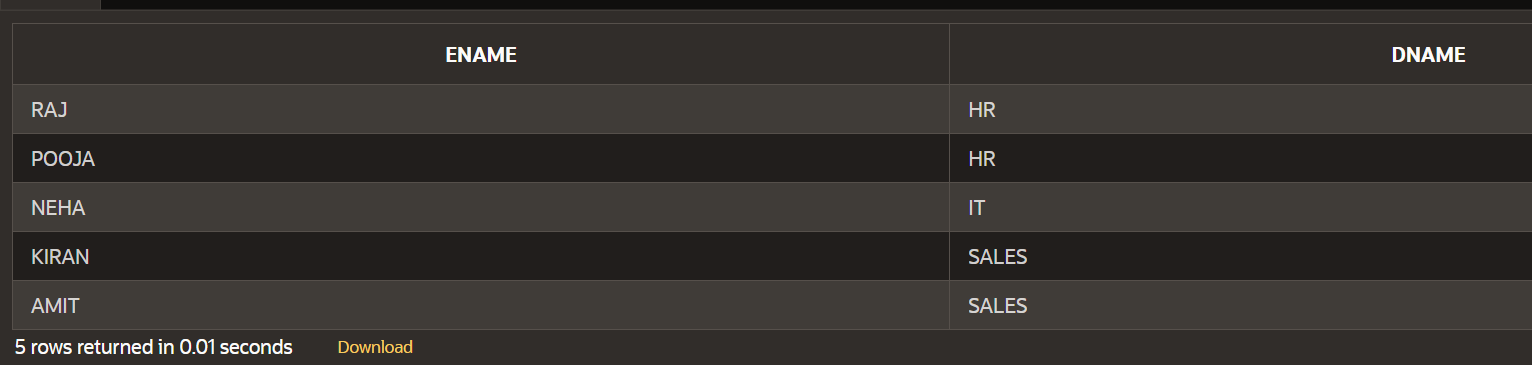 ENAME DNAME
RAJ HR
POOJA HR
NEHA IT
KIRAN SALES
AMIT SALES
5 rows returned in 0.01 seconds Download